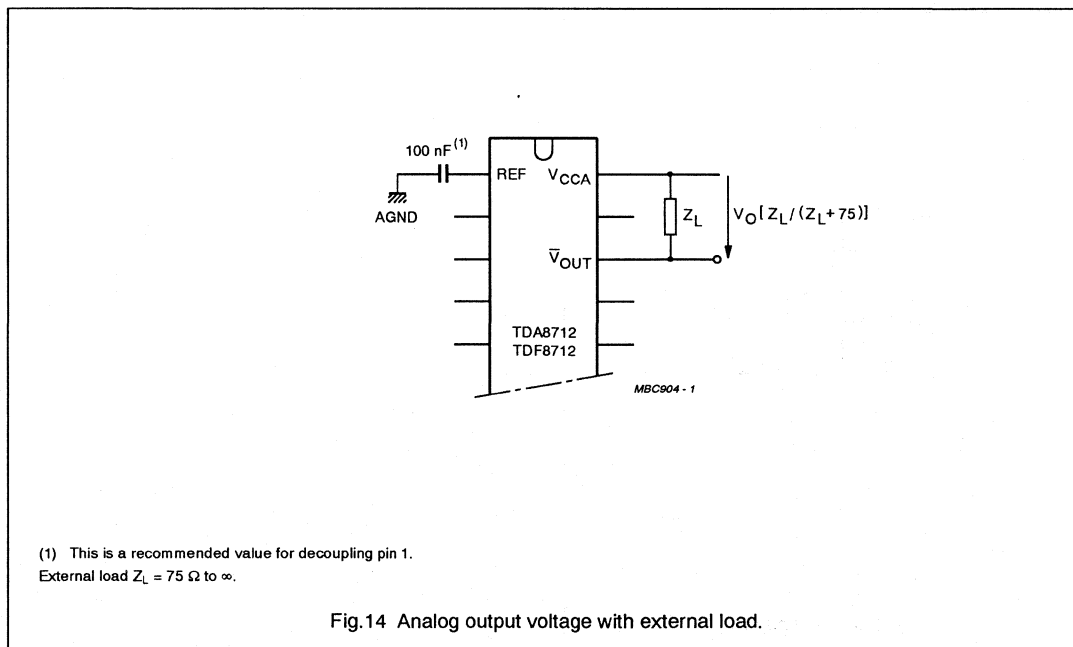 100 nF(1)
REF
VCCA
AGND
ZL
VO[ZL/(ZL+75)]
V̅OUT
TDA8712
TDF8712
MBC904 - 1
(1) This is a recommended value for decoupling pin 1.
External load ZL = 75 Ω to ∞.
Fig.14 Analog output voltage with external load.